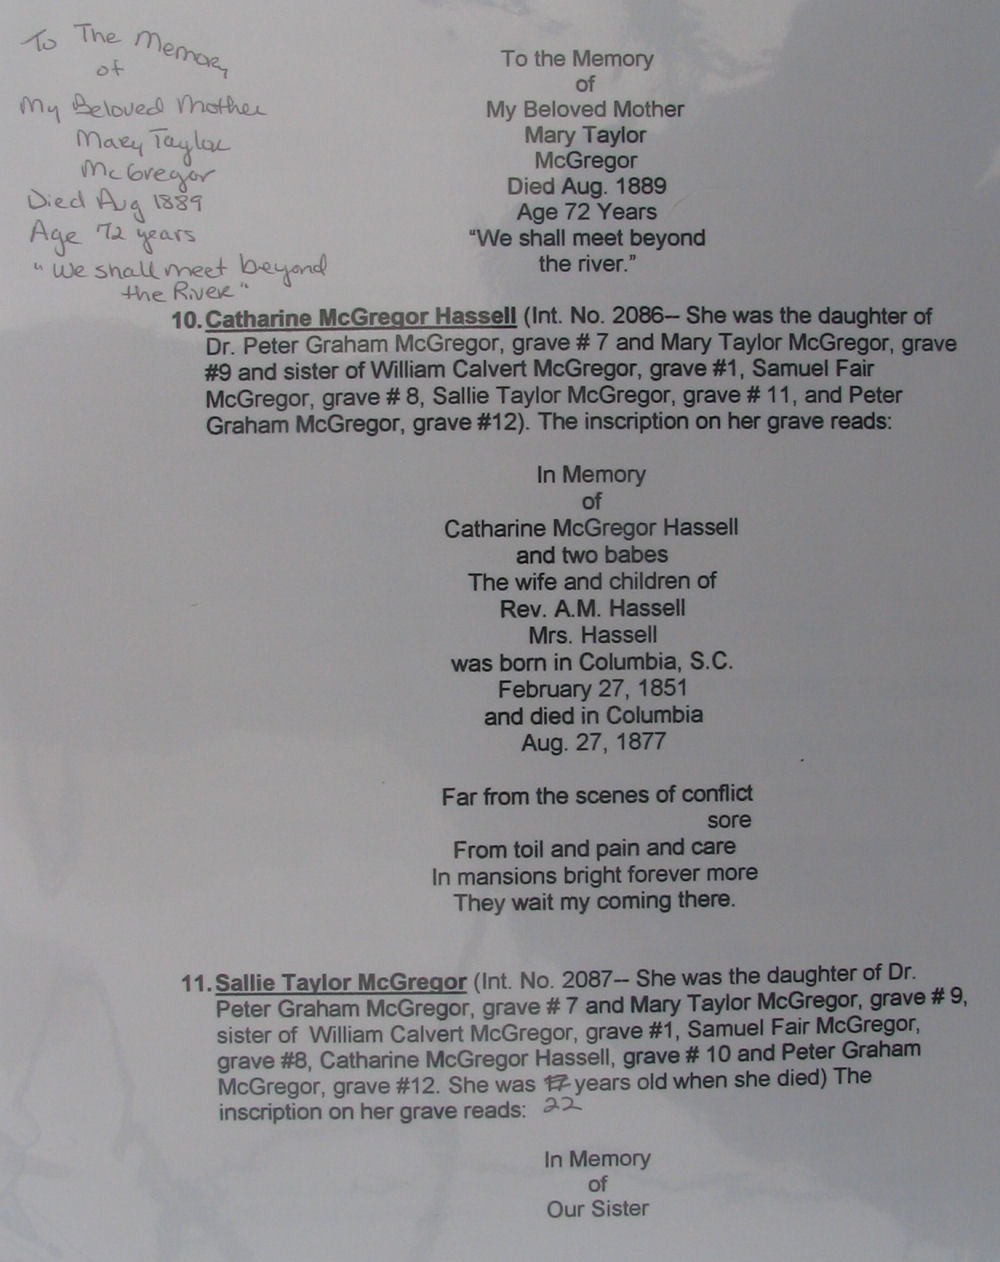 To The Memory
of
My Beloved Mother
Mary Taylor
McGregor
Died Aug 1889
Age 72 years
"We shall meet beyond
the River"
To the Memory
of
My Beloved Mother
Mary Taylor
McGregor
Died Aug. 1889
Age 72 Years
“We shall meet beyond
the river.”
10. Catharine McGregor Hassell (Int. No. 2086-- She was the daughter of
Dr. Peter Graham McGregor, grave # 7 and Mary Taylor McGregor, grave
#9 and sister of William Calvert McGregor, grave #1, Samuel Fair
McGregor, grave # 8, Sallie Taylor McGregor, grave # 11, and Peter
Graham McGregor, grave #12). The inscription on her grave reads:
In Memory
of
Catharine McGregor Hassell
and two babes
The wife and children of
Rev. A.M. Hassell
Mrs. Hassell
was born in Columbia, S.C.
February 27, 1851
and died in Columbia
Aug. 27, 1877
Far from the scenes of conflict
sore
From toil and pain and care
In mansions bright forever more
They wait my coming there.
11. Sallie Taylor McGregor (Int. No. 2087-- She was the daughter of Dr.
Peter Graham McGregor, grave # 7 and Mary Taylor McGregor, grave # 9,
sister of William Calvert McGregor, grave #1, Samuel Fair McGregor,
grave #8, Catharine McGregor Hassell, grave # 10 and Peter Graham
McGregor, grave #12. She was 17 years old when she died) The
inscription on her grave reads: 22
In Memory
of
Our Sister